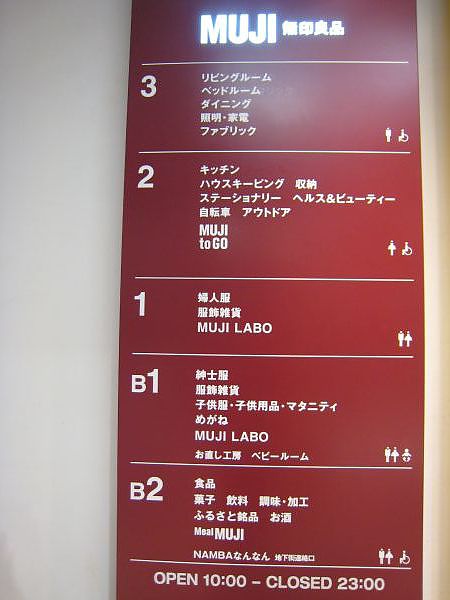 MUJI 無印良品
3
リビングルーム
ベッドルーム
ダイニング
照明・家電
ファブリック
2
キッチン
ハウスキーピング 収納
ステーショナリー ヘルス&ビューティー
自転車 アウトドア
MUJI
to GO
1
婦人服
服飾雑貨
MUJI LABO
B1
紳士服
服飾雑貨
子供服・子供用品・マタニティ
めがね
MUJI LABO
お直し工房 ベビールーム
B2
食品
菓子 飲料 調味・加工
ふるさと銘品 お酒
Meal MUJI
NAMBAなんなん 地下街連絡口
OPEN 10:00 – CLOSED 23:00